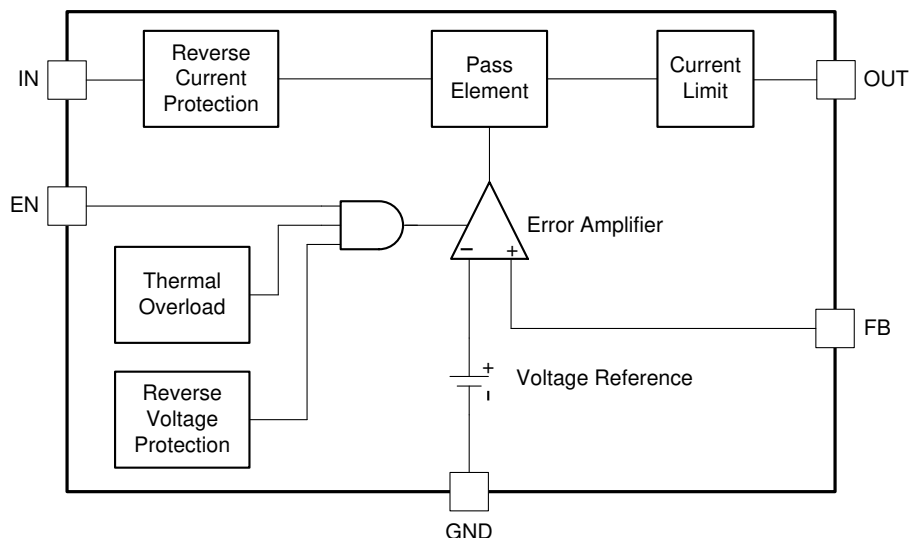 IN
Reverse
Current
Protection
Pass
Element
Current
Limit
OUT
EN
Error Amplifier
− +
Thermal
Overload
FB
+
−
Voltage Reference
Reverse
Voltage
Protection
GND